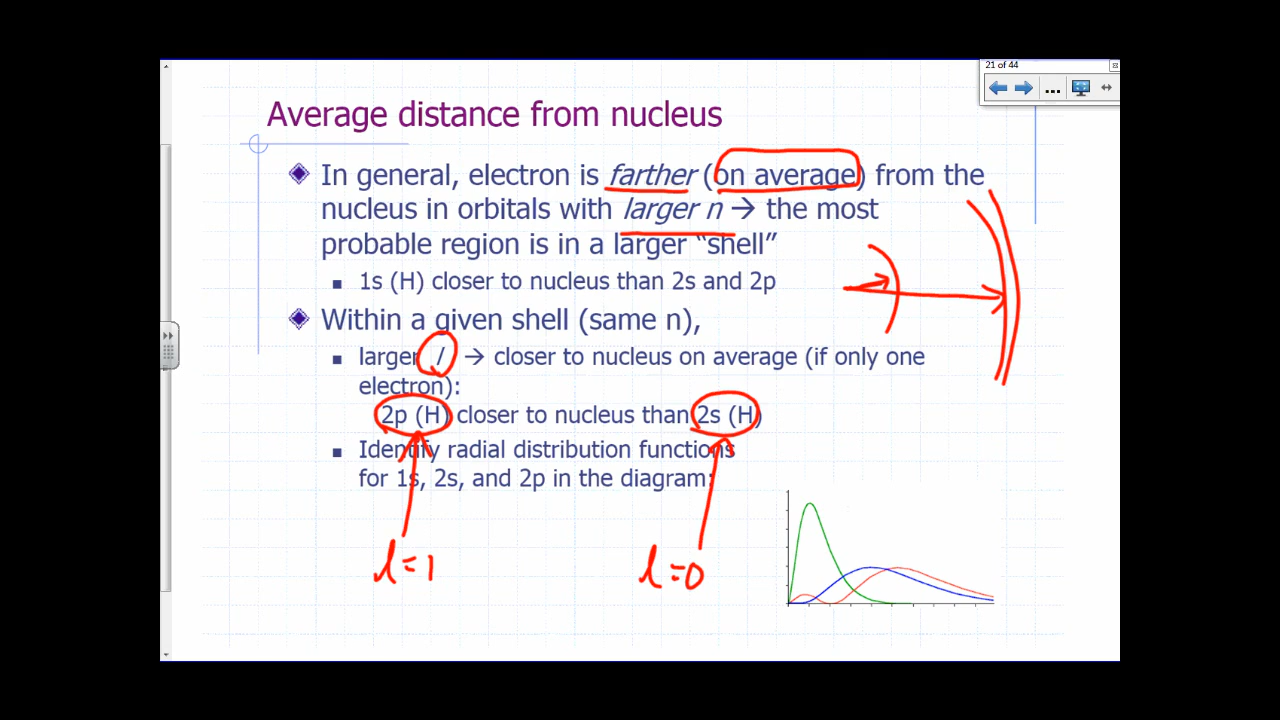 21 of 44
Average distance from nucleus
In general, electron is farther (on average) from the
nucleus in orbitals with larger n → the most
probable region is in a larger “shell”
1s (H) closer to nucleus than 2s and 2p
Within a given shell (same n),
larger l → closer to nucleus on average (if only one
electron):
2p (H) closer to nucleus than 2s (H)
Identify radial distribution functions
for 1s, 2s, and 2p in the diagram:
l=1
l=0